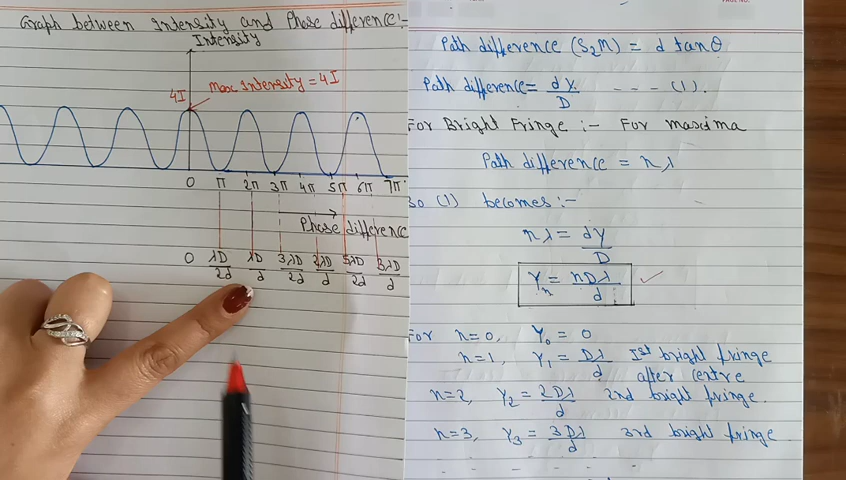 Graph between Intensity and Phase difference:-
Intensity
4I
Max Intensity = 4I
0 π 2π 3π 4π 5π 6π 7π
Phase difference
0 λD/2d λD/d 3λD/2d 2λD/d 5λD/2d 3λD/d
Path difference (S₂M) = d tanθ
Path difference = dY/D - - - - (1).
For Bright Fringe :- For maxima
Path difference = nλ
So (1) becomes:-
nλ = dY/D
Yₙ = nDλ/d
For n=0, Y₀ = 0
n=1, Y₁ = Dλ/d Ist bright fringe
after centre
n=2, Y₂ = 2Dλ/d 2nd bright fringe.
n=3, Y₃ = 3Dλ/d 3rd bright fringe